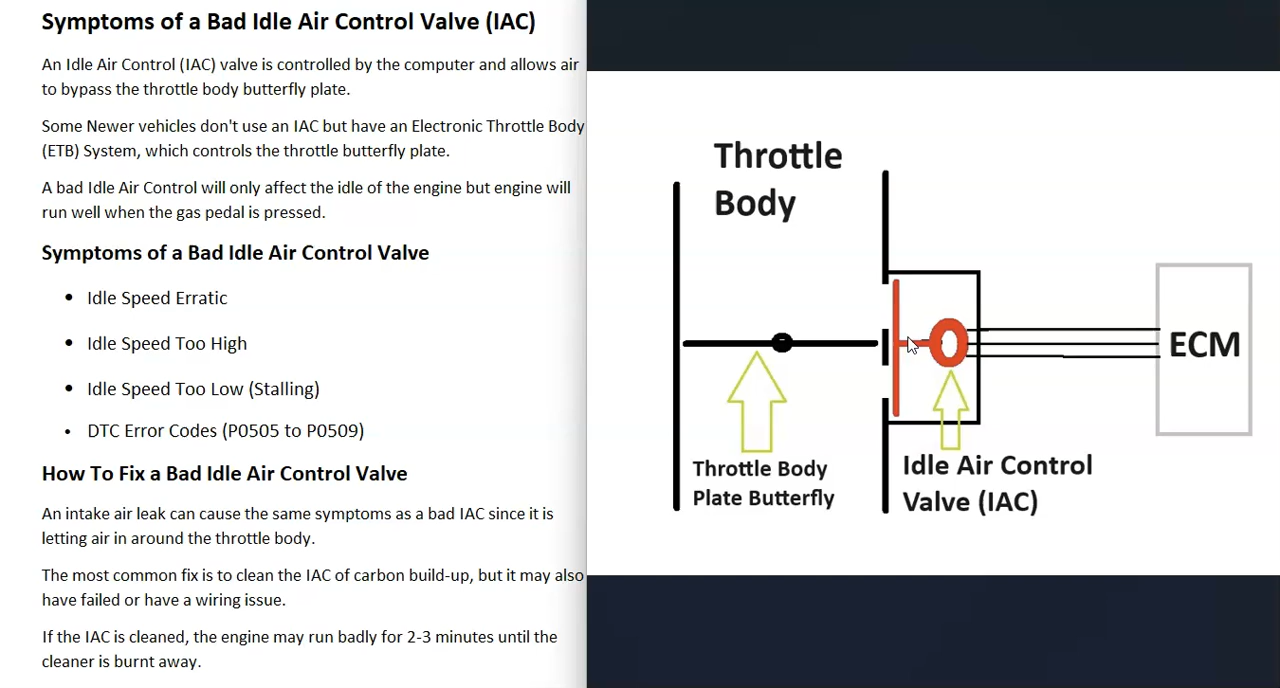 Symptoms of a Bad Idle Air Control Valve (IAC)
An Idle Air Control (IAC) valve is controlled by the computer and allows air
to bypass the throttle body butterfly plate.
Some Newer vehicles don't use an IAC but have an Electronic Throttle Body
(ETB) System, which controls the throttle butterfly plate.
A bad Idle Air Control will only affect the idle of the engine but engine will
run well when the gas pedal is pressed.
Symptoms of a Bad Idle Air Control Valve
• Idle Speed Erratic
• Idle Speed Too High
• Idle Speed Too Low (Stalling)
• DTC Error Codes (P0505 to P0509)
How To Fix a Bad Idle Air Control Valve
An intake air leak can cause the same symptoms as a bad IAC since it is
letting air in around the throttle body.
The most common fix is to clean the IAC of carbon build-up, but it may also
have failed or have a wiring issue.
If the IAC is cleaned, the engine may run badly for 2-3 minutes until the
cleaner is burnt away.
Throttle
Body
ECM
Throttle Body
Plate Butterfly
Idle Air Control
Valve (IAC)